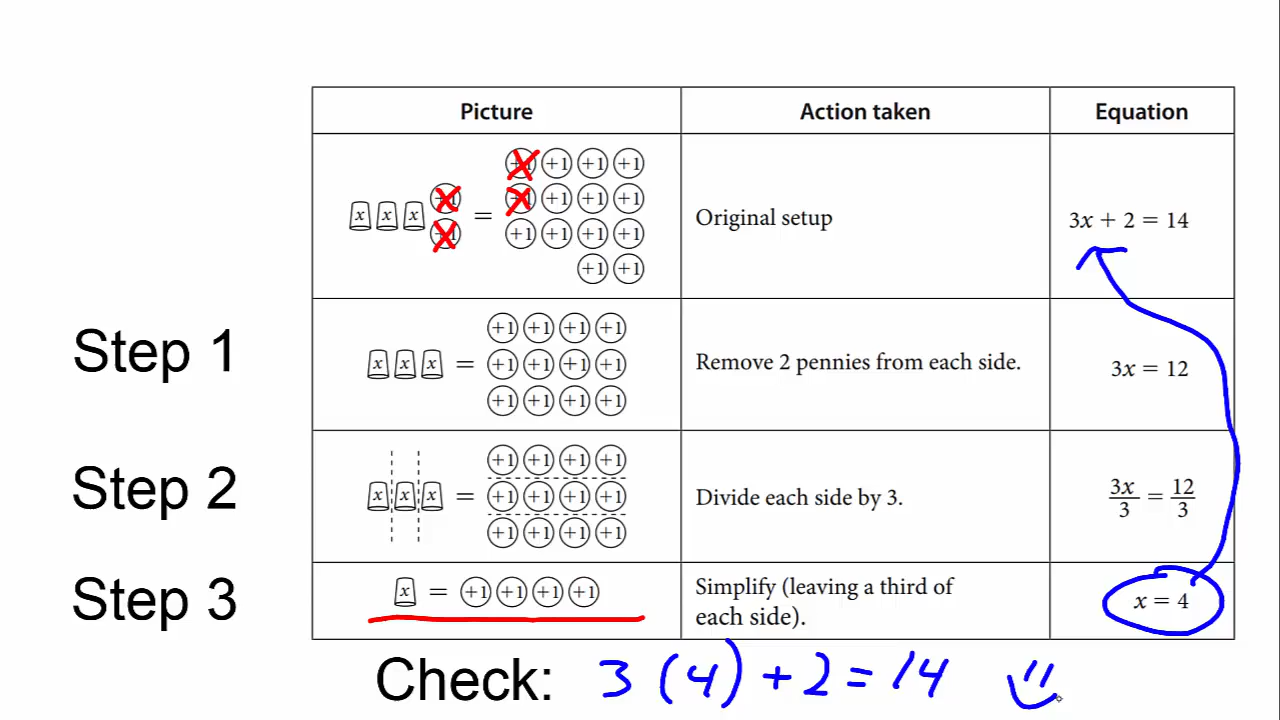 Picture Action taken Equation
+1 +1 +1 +1
x x x +1 = +1 +1 +1 +1 Original setup 3x + 2 = 14
+1 +1 +1 +1 +1
+1 +1
+1 +1 +1 +1
Step 1 x x x = +1 +1 +1 +1 Remove 2 pennies from each side. 3x = 12
+1 +1 +1 +1
+1 +1 +1 +1
Step 2 x x x = +1 +1 +1 +1 Divide each side by 3. 3x/3 = 12/3
+1 +1 +1 +1
Step 3 x = +1 +1 +1 +1 Simplify (leaving a third of x = 4
each side).
Check: 3(4) + 2 = 14